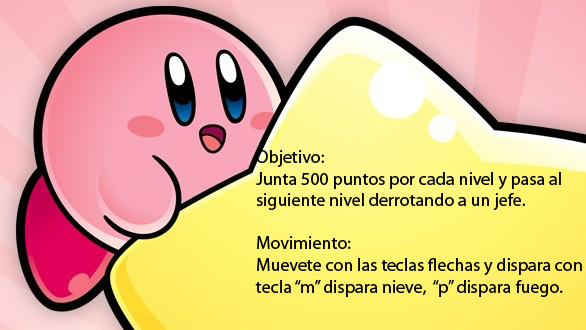 Objetivo:
Junta 500 puntos por cada nivel y pasa al
siguiente nivel derrotando a un jefe.
Movimiento:
Muevete con las teclas flechas y dispara con
tecla “m” dispara nieve, “p” dispara fuego.